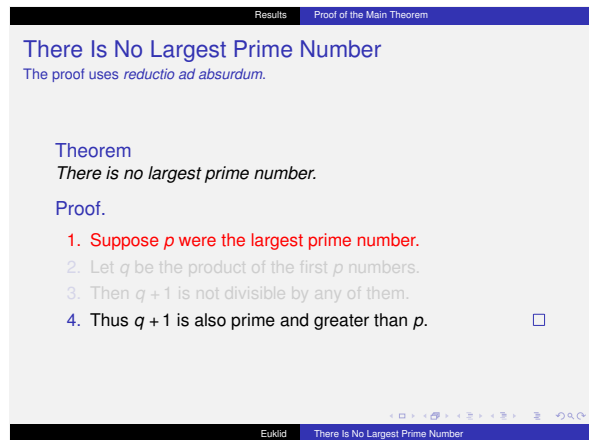 Results Proof of the Main Theorem
There Is No Largest Prime Number
The proof uses reductio ad absurdum.
Theorem
There is no largest prime number.
Proof.
1. Suppose p were the largest prime number.
2. Let q be the product of the first p numbers.
3. Then q + 1 is not divisible by any of them.
4. Thus q + 1 is also prime and greater than p.
Euklid There Is No Largest Prime Number